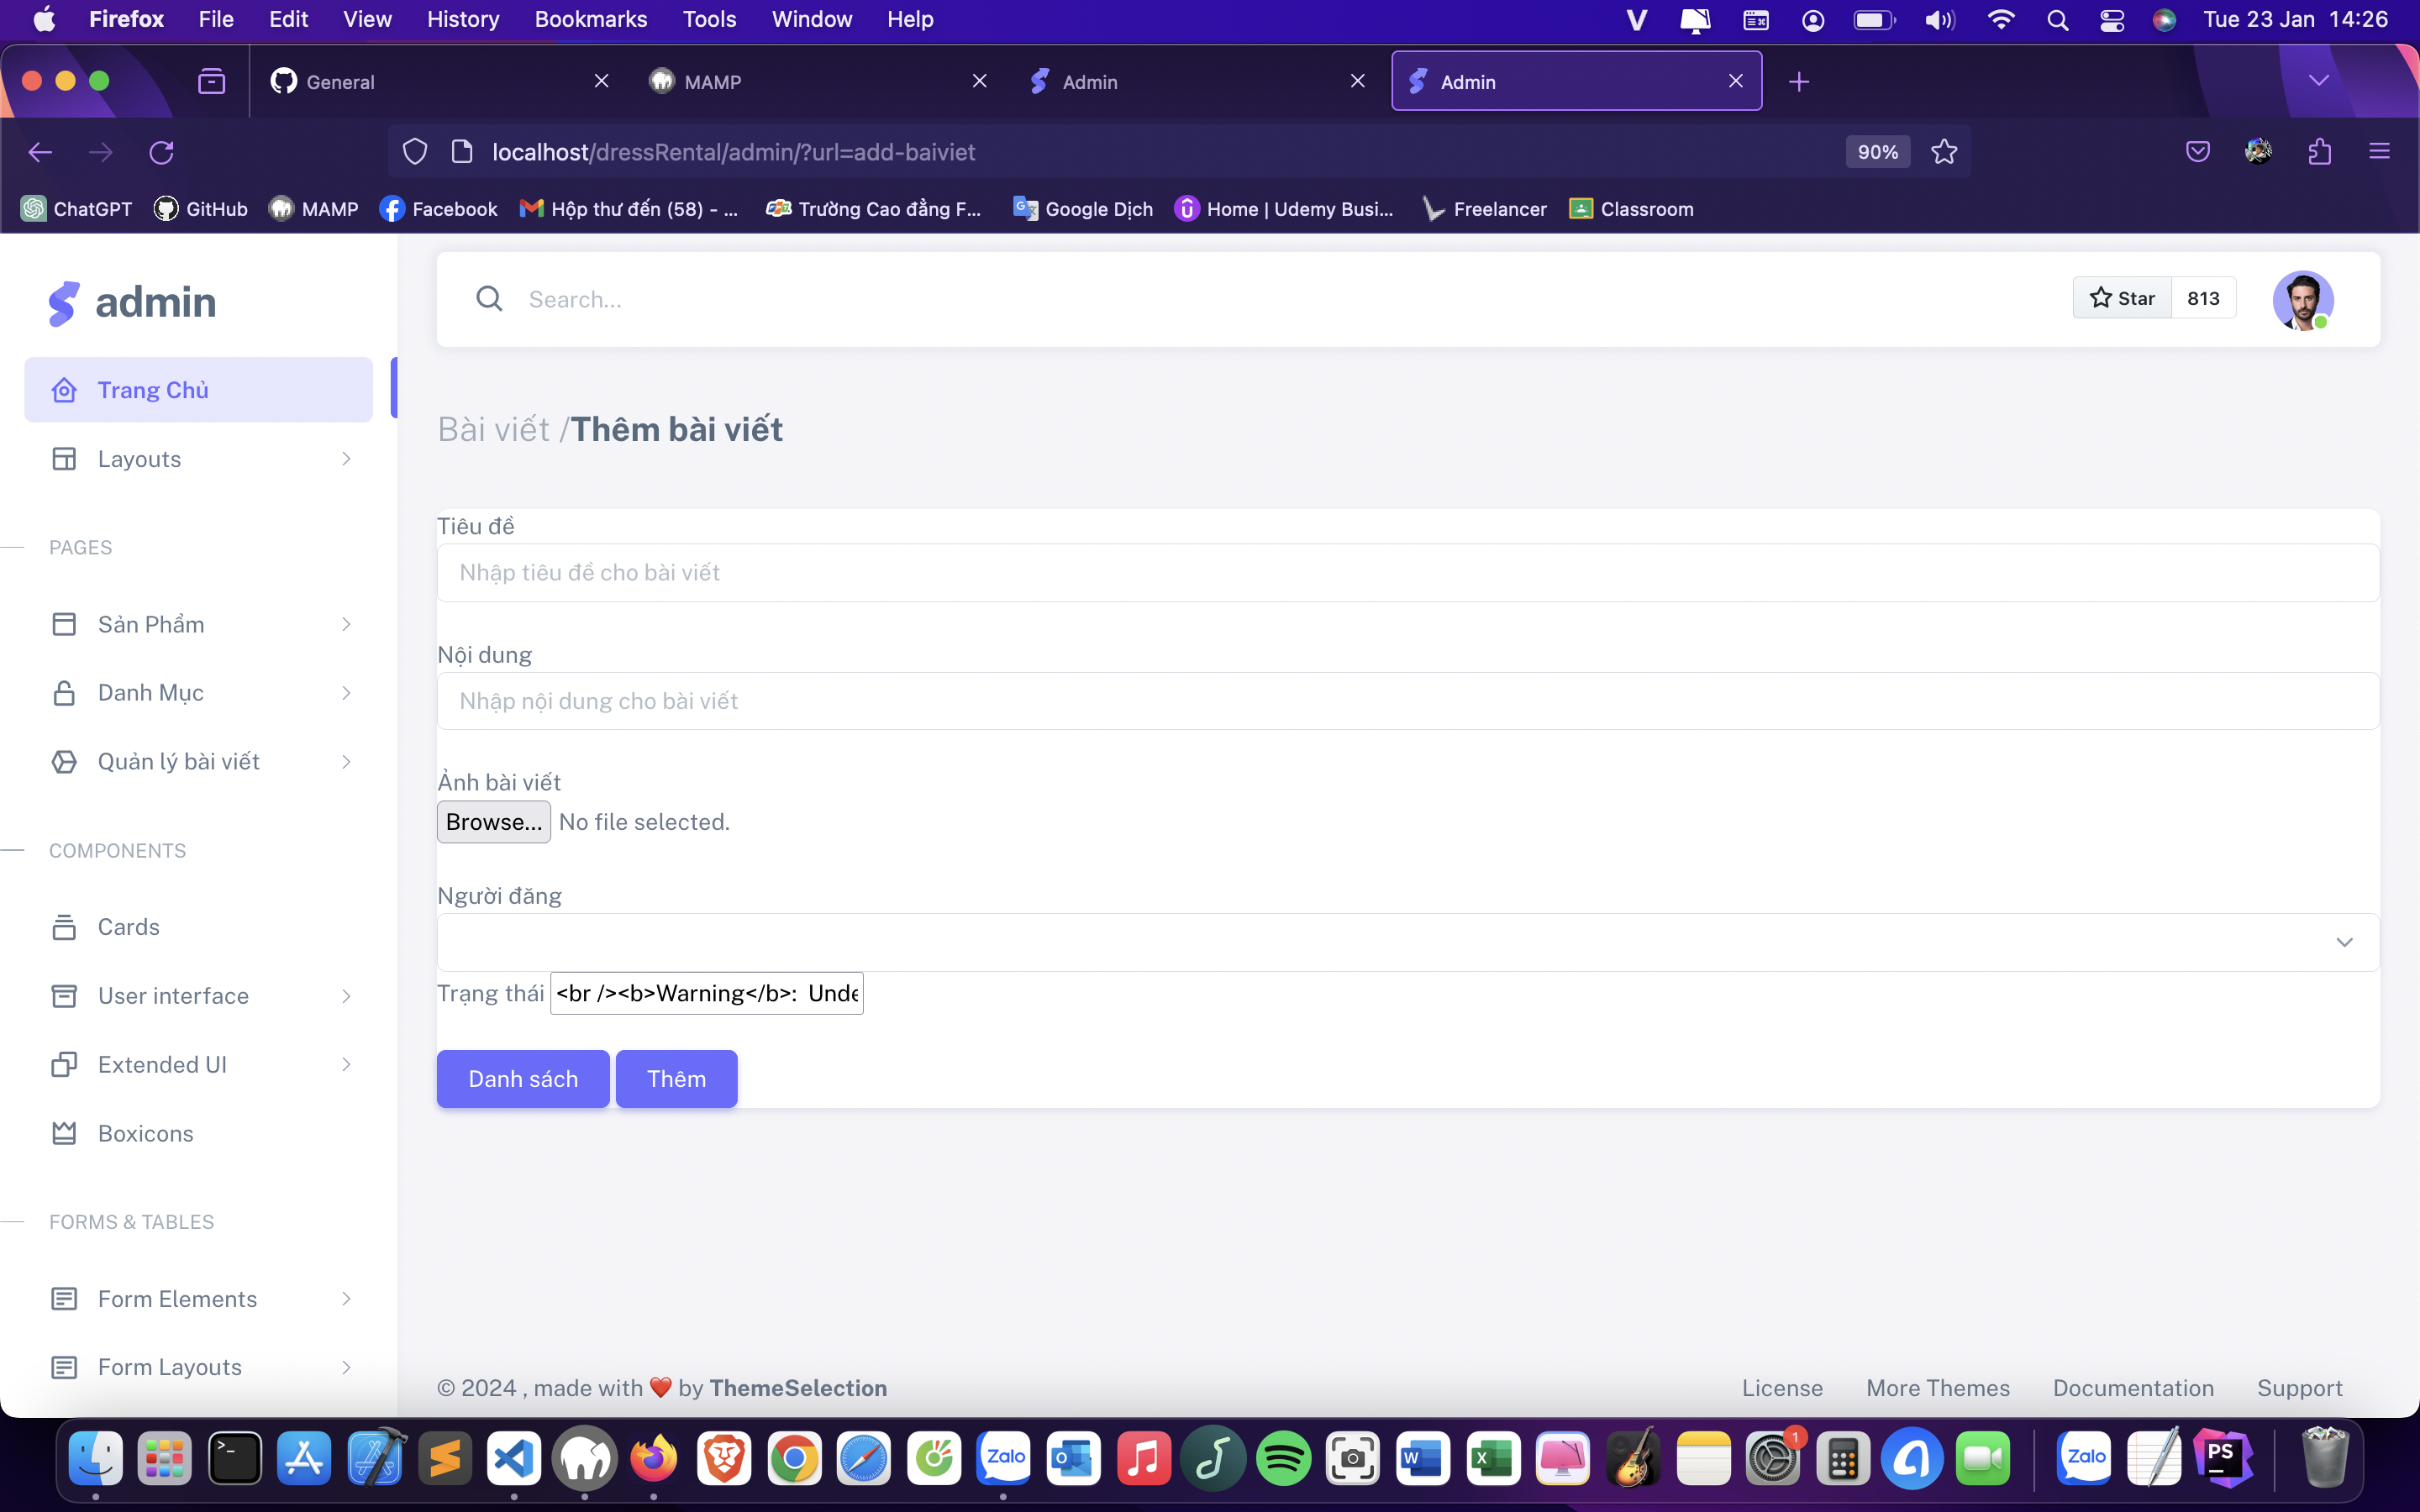 Firefox File Edit View History Bookmarks Tools Window Help Tue 23 Jan 14:26
General MAMP Admin Admin
localhost/dressRental/admin/?url=add-baiviet 90%
ChatGPT GitHub MAMP Facebook Hộp thư đến (58) - ... Trường Cao đẳng F... Google Dịch Home | Udemy Busi... Freelancer Classroom
admin
Search...
Star 813
Trang Chủ
Layouts
PAGES
Sản Phẩm
Danh Mục
Quản lý bài viết
COMPONENTS
Cards
User interface
Extended UI
Boxicons
FORMS & TABLES
Form Elements
Form Layouts
Bài viết /Thêm bài viết
Tiêu đề
Nhập tiêu đề cho bài viết
Nội dung
Nhập nội dung cho bài viết
Ảnh bài viết
Browse... No file selected.
Người đăng
Trạng thái <br /><b>Warning</b>: Unde
Danh sách Thêm
© 2024 , made with ❤️ by ThemeSelection
License More Themes Documentation Support
Zalo
1
Zalo
PS